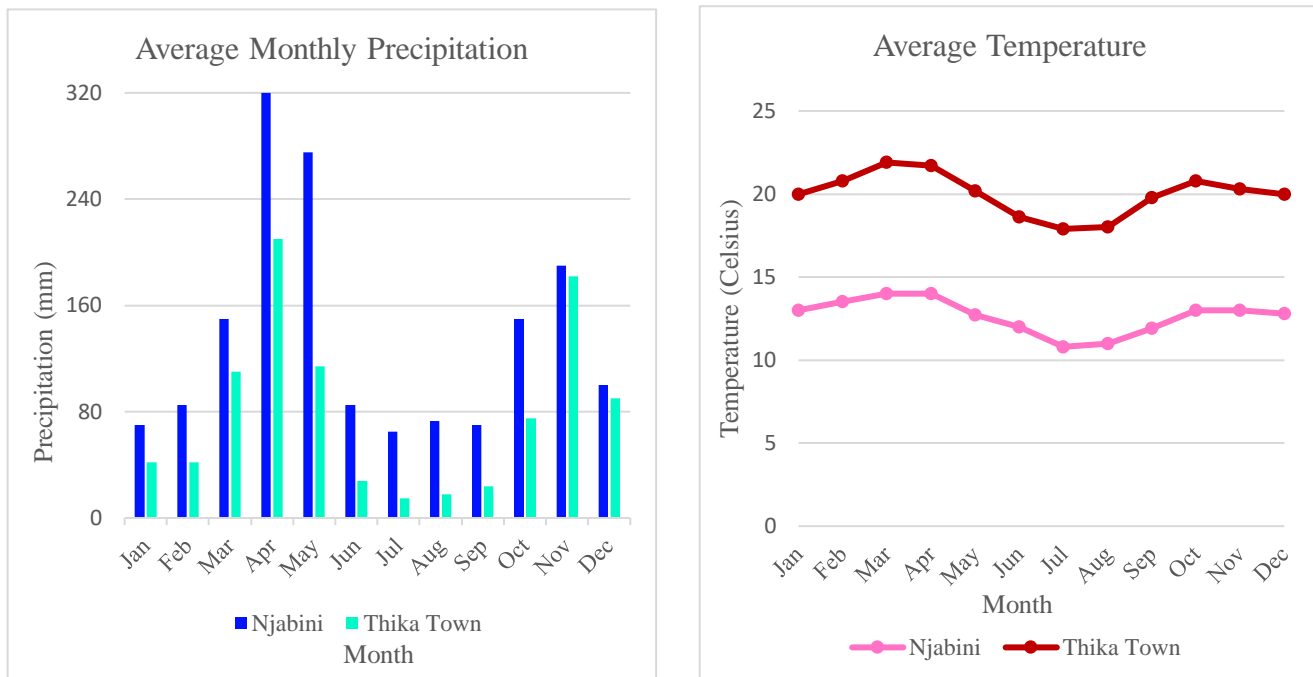 Average Monthly Precipitation
Precipitation (mm)
320
240
160
80
0
Jan Feb Mar Apr May Jun Jul Aug Sep Oct Nov Dec
Njabini Thika Town
Month
Average Temperature
Temperature (Celsius)
25
20
15
10
5
0
Jan Feb Mar Apr May Jun Jul Aug Sep Oct Nov Dec
Month
Njabini Thika Town